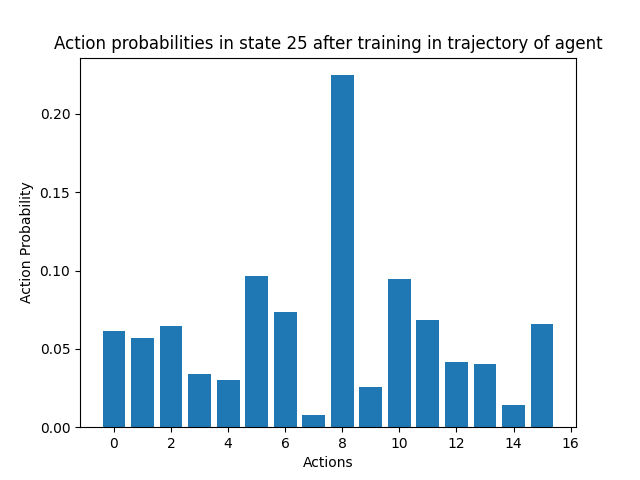 Action probabilities in state 25 after training in trajectory of agent
0.20
0.15
0.10
0.05
0.00
Action Probability
0 2 4 6 8 10 12 14 16
Actions